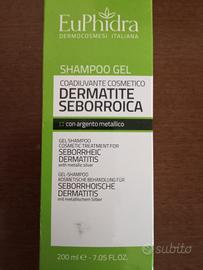 EuPhidra
DERMOCOSMESI ITALIANA
SHAMPOO GEL
COADIUVANTE COSMETICO
DERMATITE
SEBORROICA
con argento metallico
GEL SHAMPOO
COSMETIC TREATMENT FOR
SEBORRHEIC
DERMATITIS
with metallic silver
GEL-SHAMPOO
KOSMETISCHE BEHANDLUNG FÜR
SEBORRHOISCHE
DERMATITIS
mit metallischem Silber
200 ml e - 7.05 FL.OZ.
subito